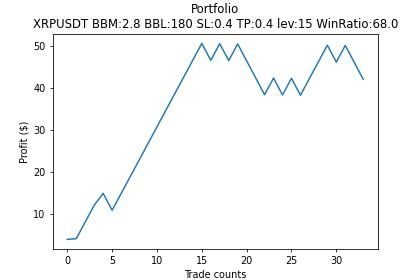 Portfolio
XRPUSDT BBM:2.8 BBL:180 SL:0.4 TP:0.4 lev:15 WinRatio:68.0
50
40
30
20
10
Profit ($)
0 5 10 15 20 25 30
Trade counts